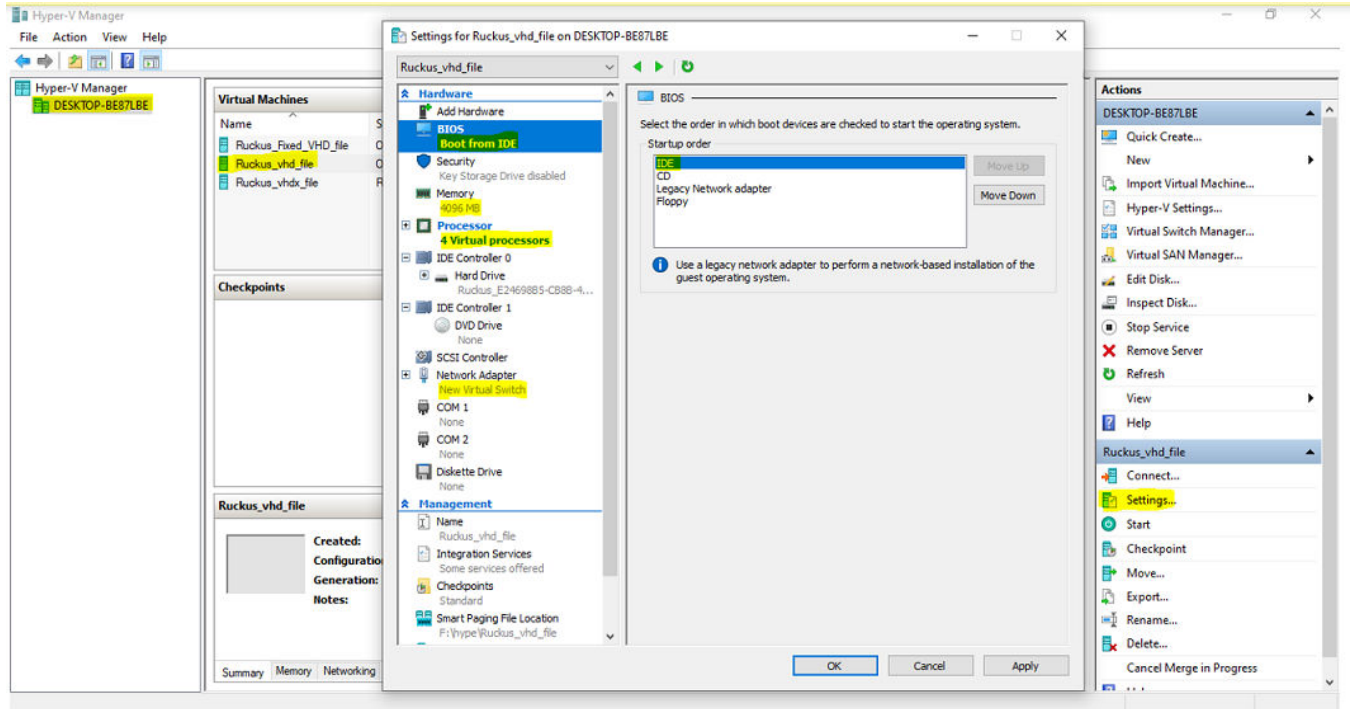 Hyper-V Manager
File Action View Help
Hyper-V Manager
DESKTOP-BE87LBE
Virtual Machines
Name S
Ruckus_Fixed_VHD_file O
Ruckus_vhd_file O
Ruckus_vhdx_file R
Checkpoints
Ruckus_vhd_file
Created:
Configuratio
Generation:
Notes:
Summary Memory Networking
Settings for Ruckus_vhd_file on DESKTOP-BE87LBE
Ruckus_vhd_file
Hardware
Add Hardware
BIOS
Boot from IDE
Security
Key Storage Drive disabled
Memory
4096 MB
Processor
4 Virtual processors
IDE Controller 0
Hard Drive
Ruckus_E2469885-CB8B-4...
IDE Controller 1
DVD Drive
None
SCSI Controller
Network Adapter
New Virtual Switch
COM 1
None
COM 2
None
Diskette Drive
None
Management
Name
Ruckus_vhd_file
Integration Services
Some services offered
Checkpoints
Standard
Smart Paging File Location
F:\hype\Ruckus_vhd_file
BIOS
Select the order in which boot devices are checked to start the operating system.
Startup order
IDE
CD
Legacy Network adapter
Floppy
Move Up
Move Down
Use a legacy network adapter to perform a network-based installation of the
guest operating system.
OK Cancel Apply
Actions
DESKTOP-BE87LBE
Quick Create...
New
Import Virtual Machine...
Hyper-V Settings...
Virtual Switch Manager...
Virtual SAN Manager...
Edit Disk...
Inspect Disk...
Stop Service
Remove Server
Refresh
View
Help
Ruckus_vhd_file
Connect...
Settings...
Start
Checkpoint
Move...
Export...
Rename...
Delete...
Cancel Merge in Progress